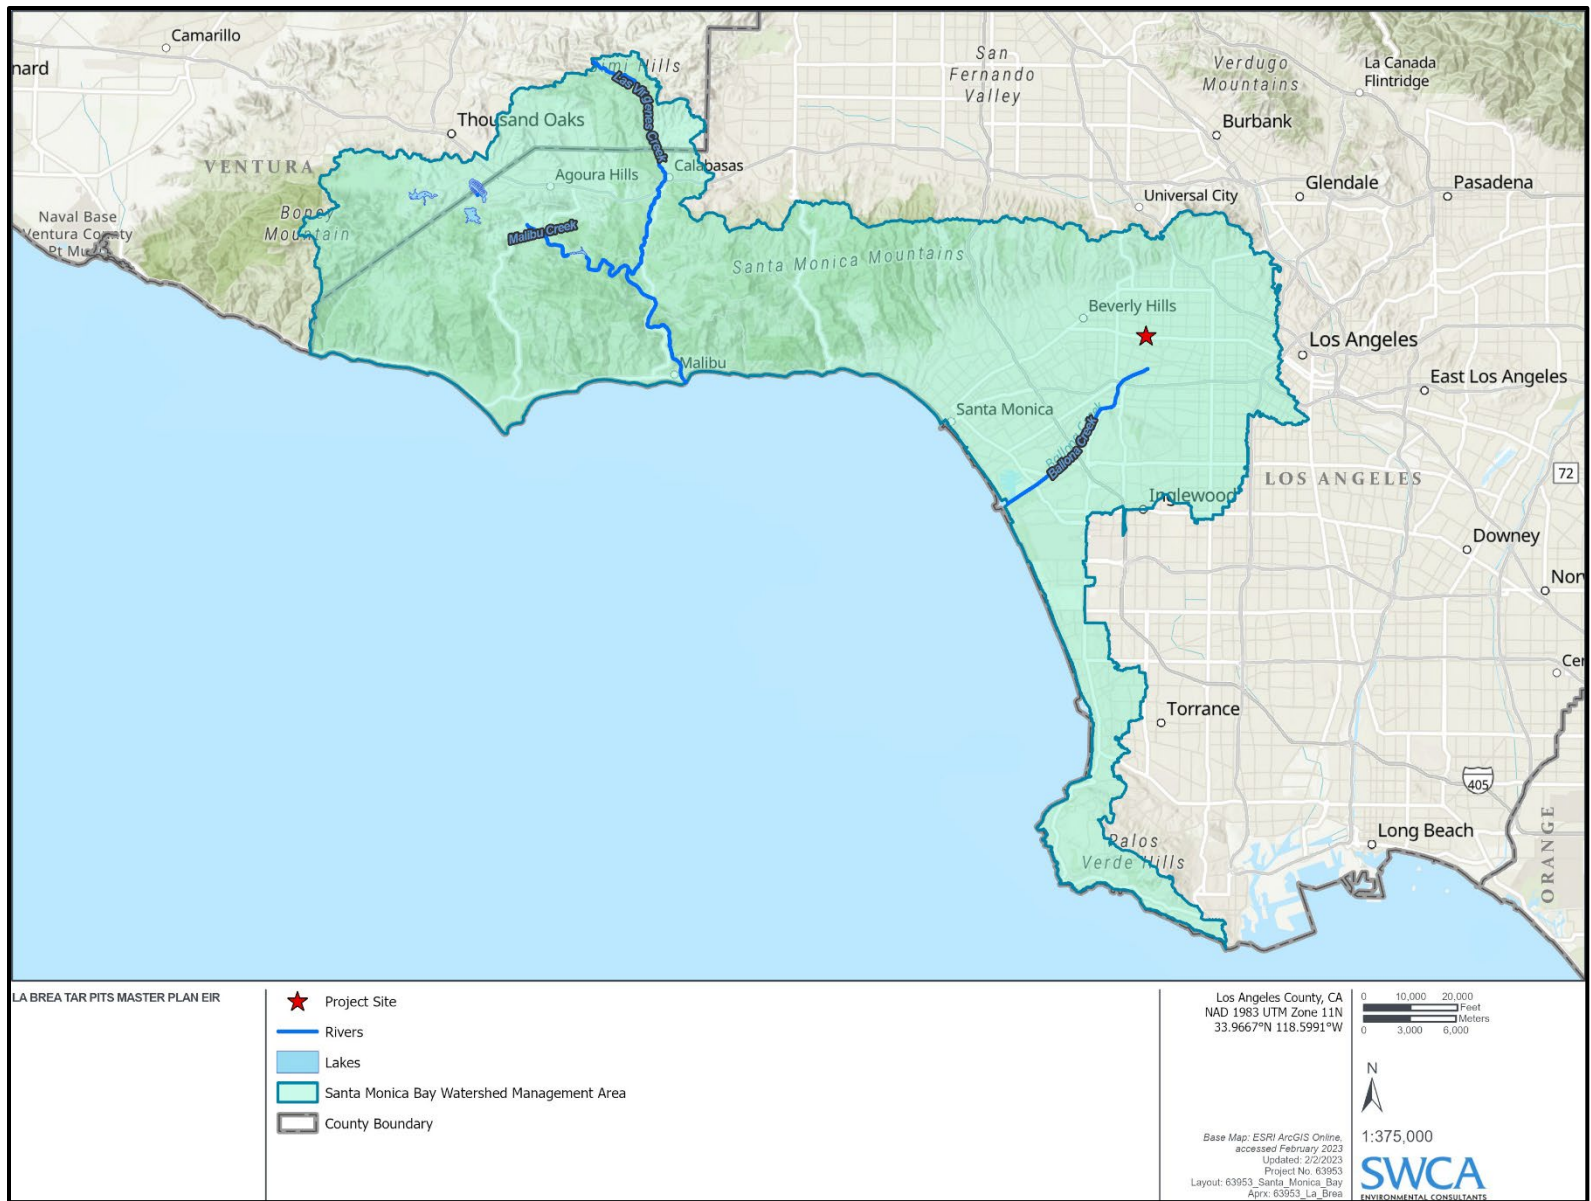 Camarillo
nard
San
Fernando
Valley
Verdugo
Mountains
La Canada
Flintridge
Simi Hills
Las Virgenes Creek
Thousand Oaks
Burbank
VENTURA
Calabasas
Agoura Hills
Universal City
Glendale
Pasadena
Naval Base
Ventura County
Pt Mugu
Boney
Mountain
Malibu Creek
Santa Monica Mountains
Beverly Hills
Los Angeles
Malibu
East Los Angeles
Santa Monica
Ballona Creek
LOS ANGELES
72
Inglewood
Downey
Nor
Cer
Torrance
405
Long Beach
Palos
Verde Hills
ORANGE
LA BREA TAR PITS MASTER PLAN EIR
Project Site
Rivers
Lakes
Santa Monica Bay Watershed Management Area
County Boundary
Los Angeles County, CA
NAD 1983 UTM Zone 11N
33.9667°N 118.5991°W
0 10,000 20,000
Feet
Meters
0 3,000 6,000
N
1:375,000
Base Map: ESRI ArcGIS Online,
accessed February 2023
Updated: 2/2/2023
Project No. 63953
Layout: 63953_Santa_Monica_Bay
Aprx: 63953_La_Brea
SWCA
ENVIRONMENTAL CONSULTANTS